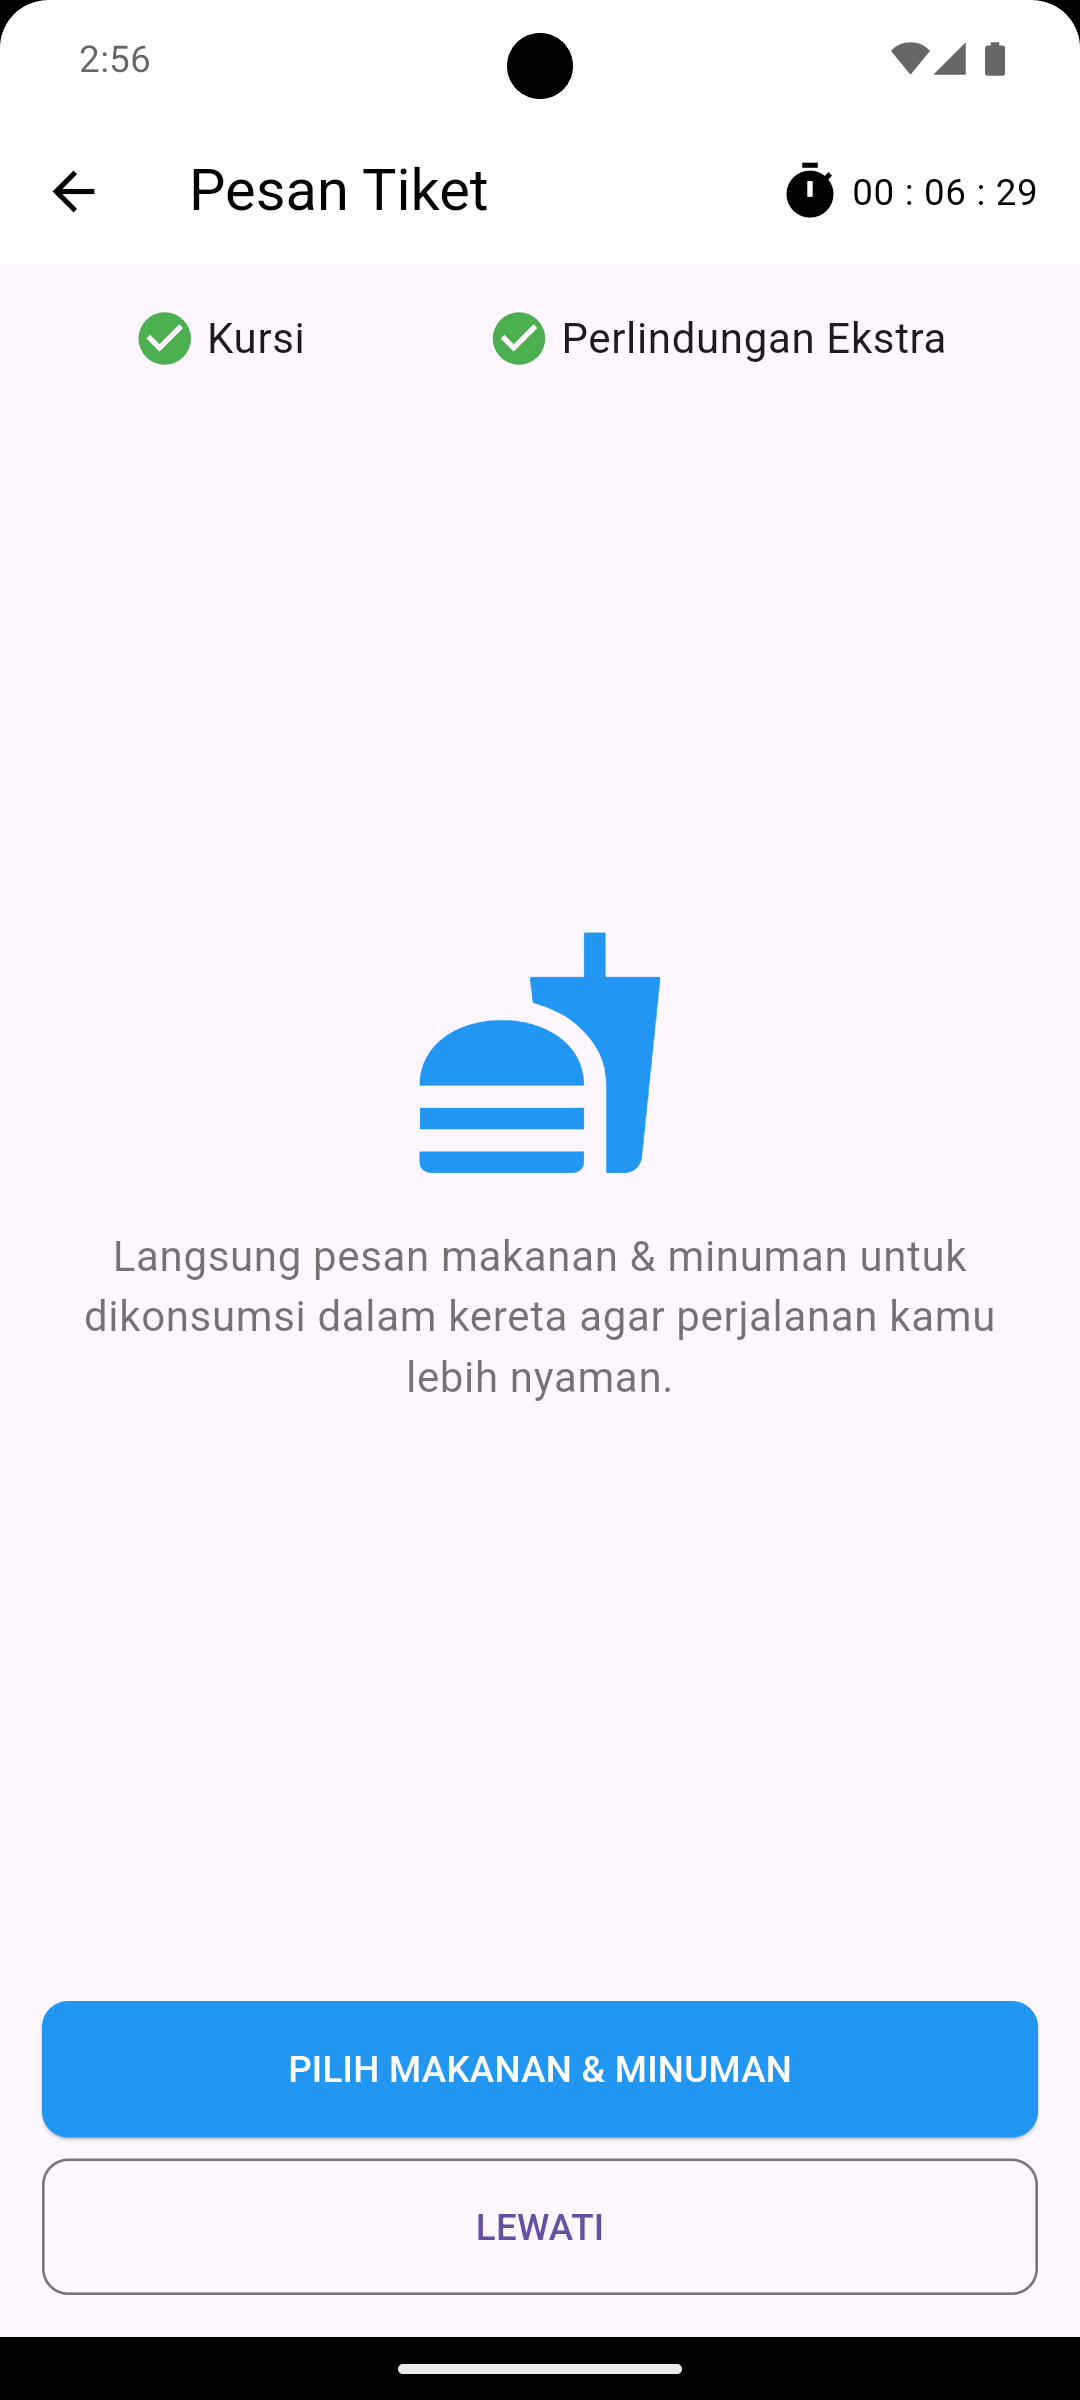 2:56
Pesan Tiket
00 : 06 : 29
Kursi
Perlindungan Ekstra
Langsung pesan makanan & minuman untuk
dikonsumsi dalam kereta agar perjalanan kamu
lebih nyaman.
PILIH MAKANAN & MINUMAN
LEWATI